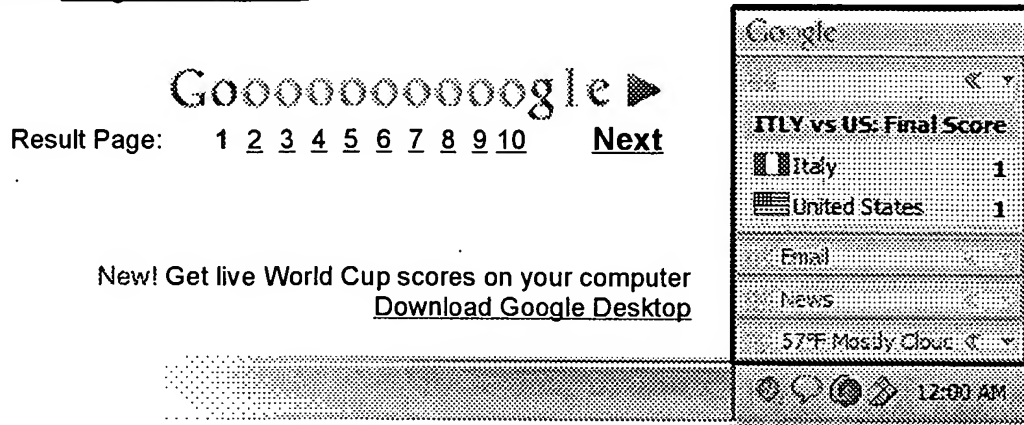 Goooooooooogle ▶
Result Page: 1 2 3 4 5 6 7 8 9 10 Next
New! Get live World Cup scores on your computer
Download Google Desktop
Google
ITLY vs US: Final Score
Italy 1
United States 1
Email
News
57°F Mostly Cloud
12:00 AM